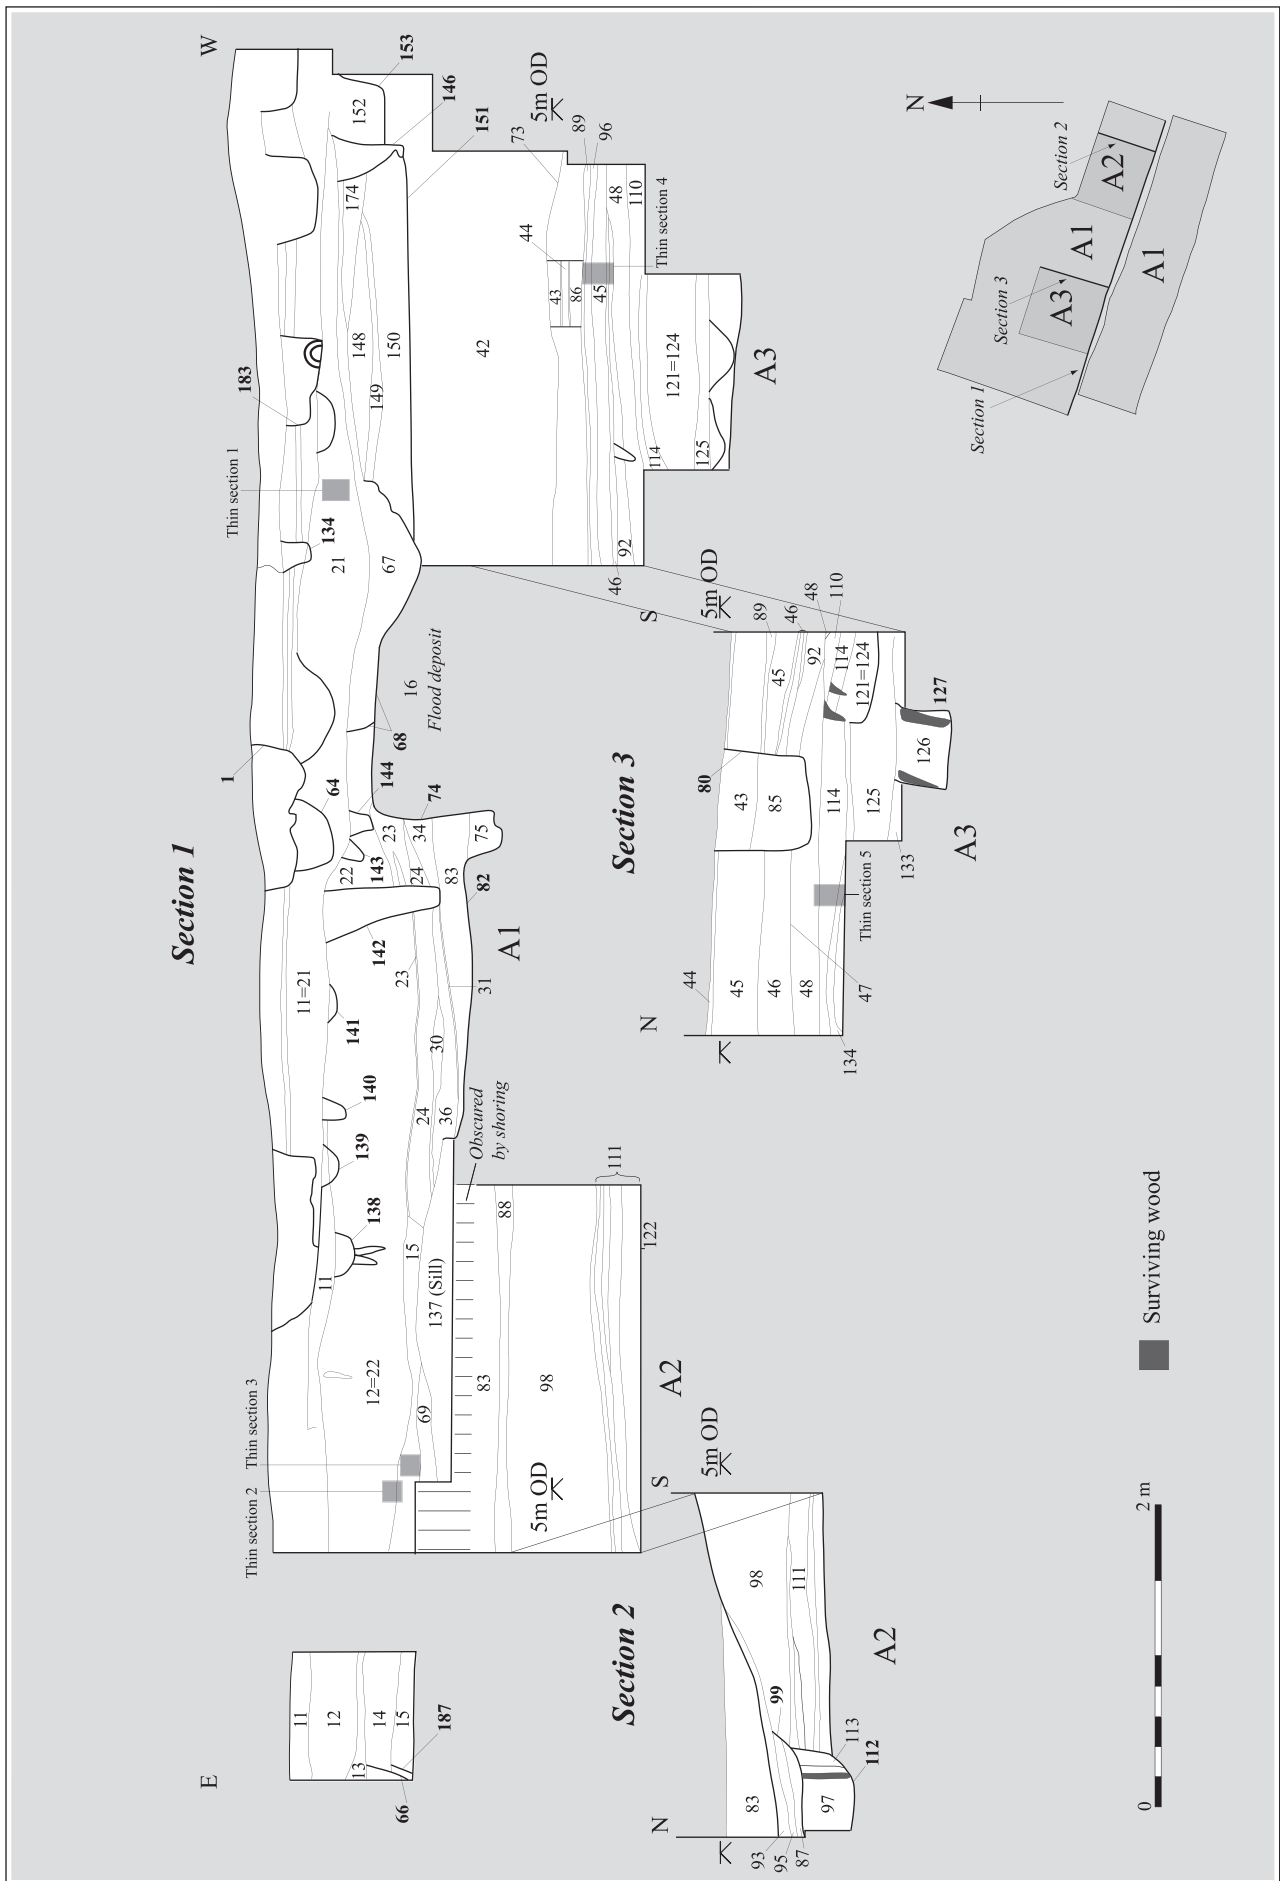 Section 1
E
W
Thin section 2
Thin section 3
1
Thin section 1
183
11
12
13
14
15
66
187
12=22
11
15
69
137 (Sill)
138
139
140
141
11=21
142
23
24
30
36
31
22
143
64
144
23
24
34
83
82
74
75
68
16
Flood deposit
67
21
134
149
148
150
174
152
153
146
151
42
44
43
86
45
73
5m OD
89
96
48
110
Thin section 4
46
92
114
125
121=124
A1
A3
Obscured
by shoring
83
88
98
5m OD
111
122
A2
Section 2
N
S
5m OD
83
98
99
111
93
95
87
97
113
112
A2
Section 3
N
S
5m OD
44
45
46
48
134
47
Thin section 5
80
43
85
114
125
133
45
89
46
92
48
110
114
121=124
126
127
A3
N
Section 1
Section 2
Section 3
A3
A1
A2
A1
Surviving wood
0
2 m